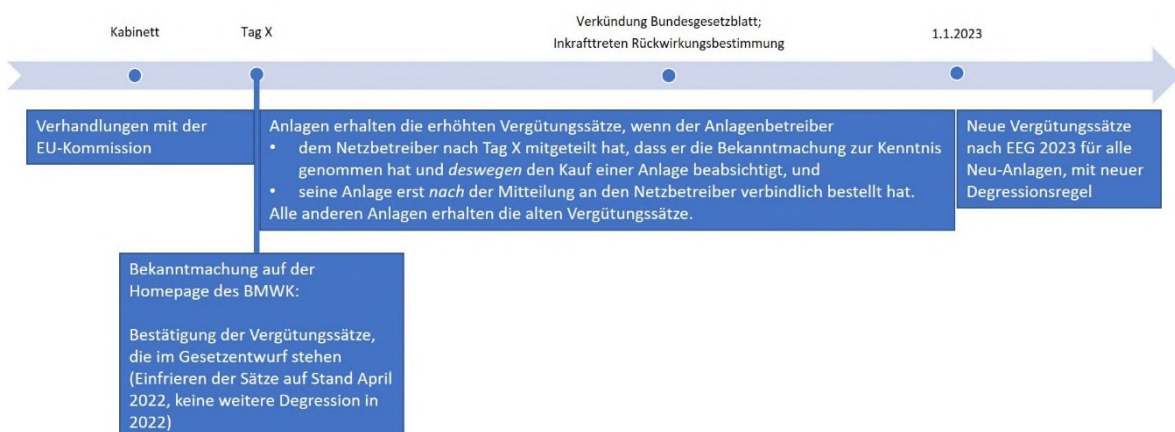 Kabinett
Tag X
Verkündung Bundesgesetzblatt;
Inkrafttreten Rückwirkungsbestimmung
1.1.2023
Verhandlungen mit der
EU-Kommission
Anlagen erhalten die erhöhten Vergütungssätze, wenn der Anlagenbetreiber
• dem Netzbetreiber nach Tag X mitgeteilt hat, dass er die Bekanntmachung zur Kenntnis
genommen hat und deswegen den Kauf einer Anlage beabsichtigt, und
• seine Anlage erst nach der Mitteilung an den Netzbetreiber verbindlich bestellt hat.
Alle anderen Anlagen erhalten die alten Vergütungssätze.
Neue Vergütungssätze
nach EEG 2023 für alle
Neu-Anlagen, mit neuer
Degressionsregel
Bekanntmachung auf der
Homepage des BMWK:
Bestätigung der Vergütungssätze,
die im Gesetzentwurf stehen
(Einfrieren der Sätze auf Stand April
2022, keine weitere Degression in
2022)